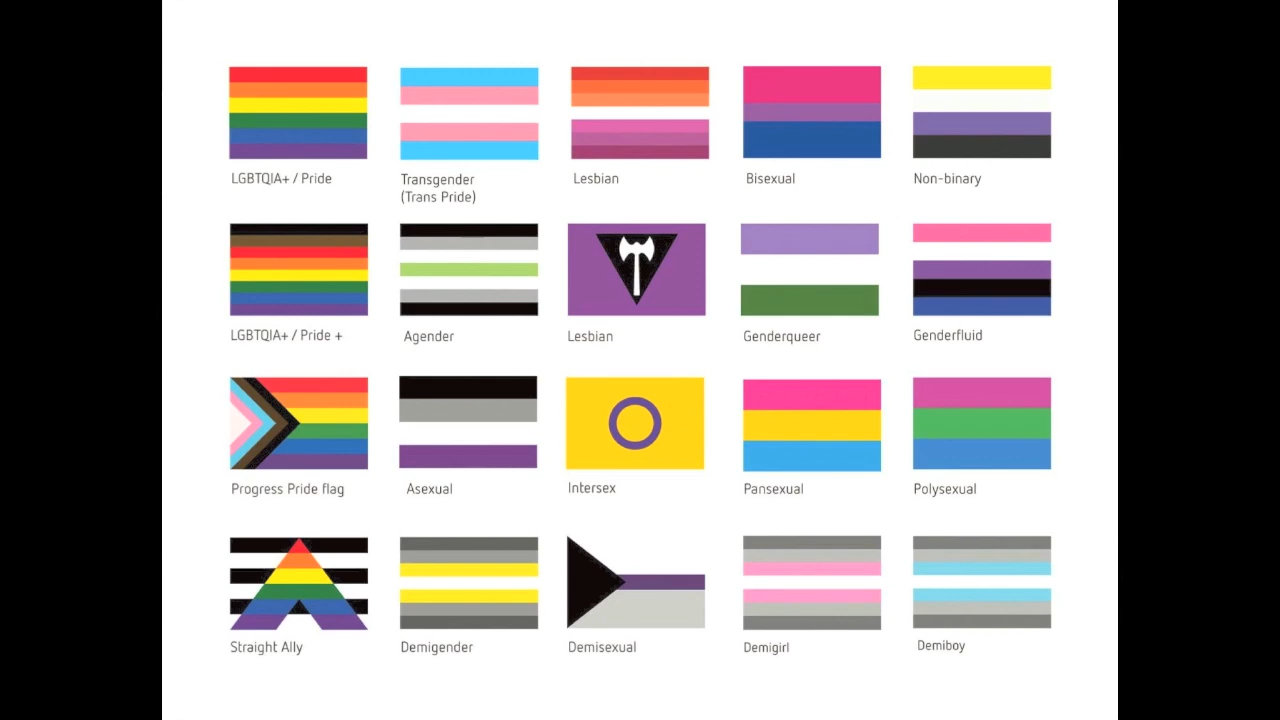 LGBTQIA+ / Pride
Transgender
(Trans Pride)
Lesbian
Bisexual
Non-binary
LGBTQIA+ / Pride +
Agender
Lesbian
Genderqueer
Genderfluid
Progress Pride flag
Asexual
Intersex
Pansexual
Polysexual
Straight Ally
Demigender
Demisexual
Demigirl
Demiboy